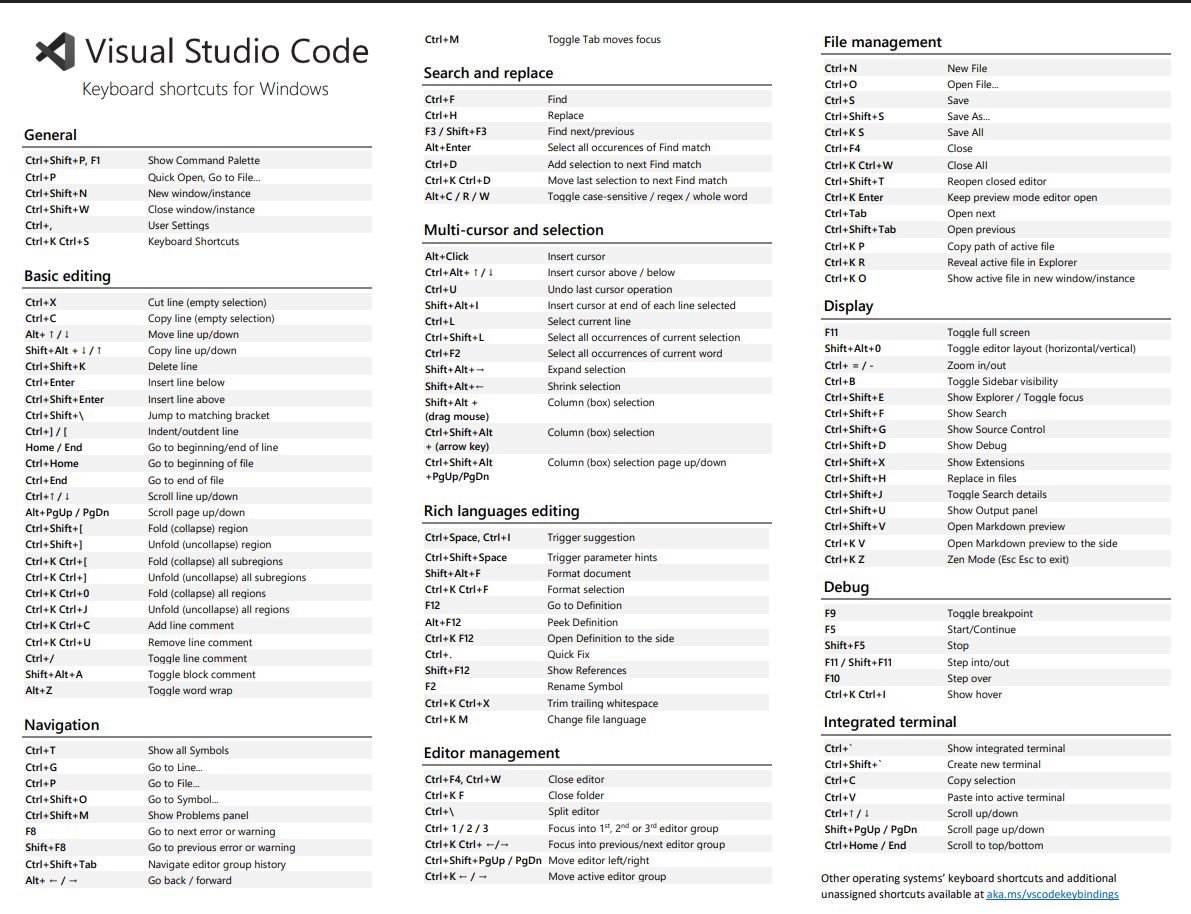 Visual Studio Code
Keyboard shortcuts for Windows
General
Ctrl+Shift+P, F1 Show Command Palette
Ctrl+P Quick Open, Go to File...
Ctrl+Shift+N New window/instance
Ctrl+Shift+W Close window/instance
Ctrl+, User Settings
Ctrl+K Ctrl+S Keyboard Shortcuts
Basic editing
Ctrl+X Cut line (empty selection)
Ctrl+C Copy line (empty selection)
Alt+ ↑ / ↓ Move line up/down
Shift+Alt + ↓ / ↑ Copy line up/down
Ctrl+Shift+K Delete line
Ctrl+Enter Insert line below
Ctrl+Shift+Enter Insert line above
Ctrl+Shift+\ Jump to matching bracket
Ctrl+] / [ Indent/outdent line
Home / End Go to beginning/end of line
Ctrl+Home Go to beginning of file
Ctrl+End Go to end of file
Ctrl+↑ / ↓ Scroll line up/down
Alt+PgUp / PgDn Scroll page up/down
Ctrl+Shift+[ Fold (collapse) region
Ctrl+Shift+] Unfold (uncollapse) region
Ctrl+K Ctrl+[ Fold (collapse) all subregions
Ctrl+K Ctrl+] Unfold (uncollapse) all subregions
Ctrl+K Ctrl+0 Fold (collapse) all regions
Ctrl+K Ctrl+J Unfold (uncollapse) all regions
Ctrl+K Ctrl+C Add line comment
Ctrl+K Ctrl+U Remove line comment
Ctrl+/ Toggle line comment
Shift+Alt+A Toggle block comment
Alt+Z Toggle word wrap
Navigation
Ctrl+T Show all Symbols
Ctrl+G Go to Line...
Ctrl+P Go to File...
Ctrl+Shift+O Go to Symbol...
Ctrl+Shift+M Show Problems panel
F8 Go to next error or warning
Shift+F8 Go to previous error or warning
Ctrl+Shift+Tab Navigate editor group history
Alt+ ← / → Go back / forward
Ctrl+M Toggle Tab moves focus
Search and replace
Ctrl+F Find
Ctrl+H Replace
F3 / Shift+F3 Find next/previous
Alt+Enter Select all occurences of Find match
Ctrl+D Add selection to next Find match
Ctrl+K Ctrl+D Move last selection to next Find match
Alt+C / R / W Toggle case-sensitive / regex / whole word
Multi-cursor and selection
Alt+Click Insert cursor
Ctrl+Alt+ ↑ / ↓ Insert cursor above / below
Ctrl+U Undo last cursor operation
Shift+Alt+I Insert cursor at end of each line selected
Ctrl+L Select current line
Ctrl+Shift+L Select all occurrences of current selection
Ctrl+F2 Select all occurrences of current word
Shift+Alt+→ Expand selection
Shift+Alt+← Shrink selection
Shift+Alt + Column (box) selection
(drag mouse)
Ctrl+Shift+Alt Column (box) selection
+ (arrow key)
Ctrl+Shift+Alt Column (box) selection page up/down
+PgUp/PgDn
Rich languages editing
Ctrl+Space, Ctrl+I Trigger suggestion
Ctrl+Shift+Space Trigger parameter hints
Shift+Alt+F Format document
Ctrl+K Ctrl+F Format selection
F12 Go to Definition
Alt+F12 Peek Definition
Ctrl+K F12 Open Definition to the side
Ctrl+. Quick Fix
Shift+F12 Show References
F2 Rename Symbol
Ctrl+K Ctrl+X Trim trailing whitespace
Ctrl+K M Change file language
Editor management
Ctrl+F4, Ctrl+W Close editor
Ctrl+K F Close folder
Ctrl+\ Split editor
Ctrl+ 1 / 2 / 3 Focus into 1st, 2nd or 3rd editor group
Ctrl+K Ctrl+ ←/→ Focus into previous/next editor group
Ctrl+Shift+PgUp / PgDn Move editor left/right
Ctrl+K ← / → Move active editor group
File management
Ctrl+N New File
Ctrl+O Open File...
Ctrl+S Save
Ctrl+Shift+S Save As...
Ctrl+K S Save All
Ctrl+F4 Close
Ctrl+K Ctrl+W Close All
Ctrl+Shift+T Reopen closed editor
Ctrl+K Enter Keep preview mode editor open
Ctrl+Tab Open next
Ctrl+Shift+Tab Open previous
Ctrl+K P Copy path of active file
Ctrl+K R Reveal active file in Explorer
Ctrl+K O Show active file in new window/instance
Display
F11 Toggle full screen
Shift+Alt+0 Toggle editor layout (horizontal/vertical)
Ctrl+ = / - Zoom in/out
Ctrl+B Toggle Sidebar visibility
Ctrl+Shift+E Show Explorer / Toggle focus
Ctrl+Shift+F Show Search
Ctrl+Shift+G Show Source Control
Ctrl+Shift+D Show Debug
Ctrl+Shift+X Show Extensions
Ctrl+Shift+H Replace in files
Ctrl+Shift+J Toggle Search details
Ctrl+Shift+U Show Output panel
Ctrl+Shift+V Open Markdown preview
Ctrl+K V Open Markdown preview to the side
Ctrl+K Z Zen Mode (Esc Esc to exit)
Debug
F9 Toggle breakpoint
F5 Start/Continue
Shift+F5 Stop
F11 / Shift+F11 Step into/out
F10 Step over
Ctrl+K Ctrl+I Show hover
Integrated terminal
Ctrl+` Show integrated terminal
Ctrl+Shift+` Create new terminal
Ctrl+C Copy selection
Ctrl+V Paste into active terminal
Ctrl+↑ / ↓ Scroll up/down
Shift+PgUp / PgDn Scroll page up/down
Ctrl+Home / End Scroll to top/bottom
Other operating systems' keyboard shortcuts and additional
unassigned shortcuts available at aka.ms/vscodekeybindings